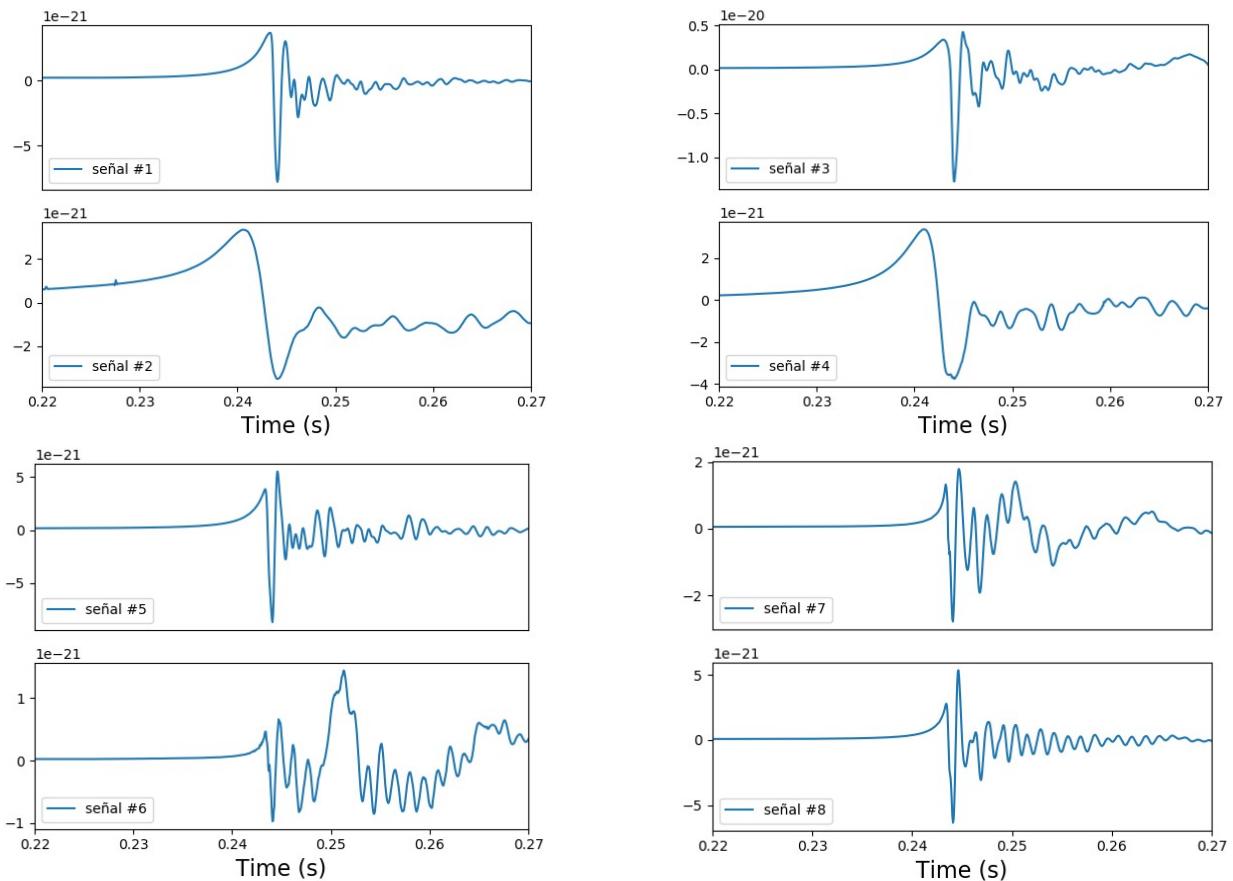 1e−21
0
−5
señal #1
1e−21
2
0
−2
señal #2
0.22 0.23 0.24 0.25 0.26 0.27
Time (s)
1e−20
0.5
0.0
−0.5
−1.0
señal #3
1e−21
2
0
−2
−4
señal #4
0.22 0.23 0.24 0.25 0.26 0.27
Time (s)
1e−21
5
0
−5
señal #5
1e−21
1
0
−1
señal #6
0.22 0.23 0.24 0.25 0.26 0.27
Time (s)
1e−21
2
0
−2
señal #7
1e−21
5
0
−5
señal #8
0.22 0.23 0.24 0.25 0.26 0.27
Time (s)